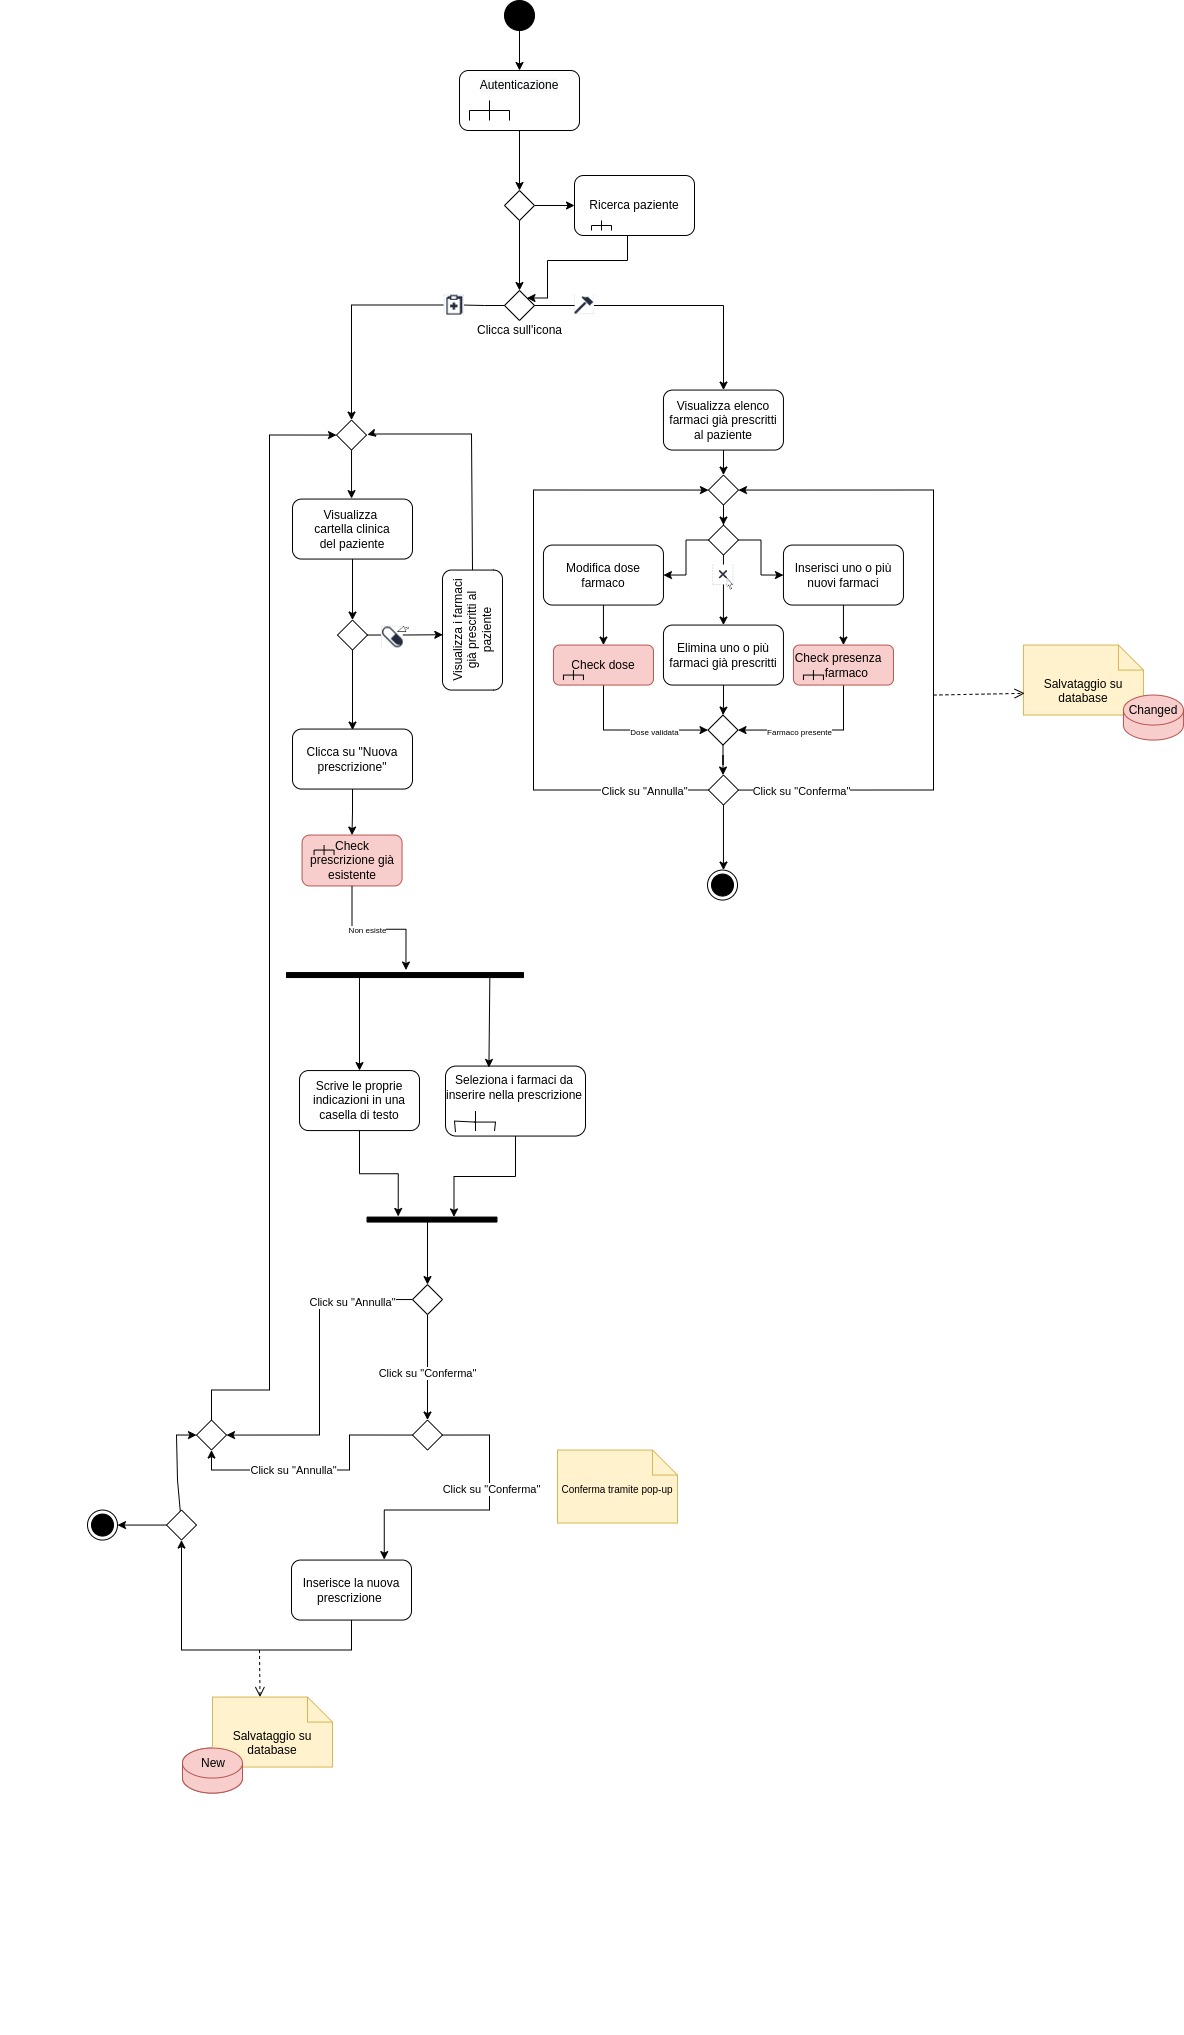 Autenticazione
Ricerca paziente
Clicca sull'icona
Visualizza elenco
farmaci già prescritti
al paziente
Visualizza
cartella clinica
del paziente
Visualizza i farmaci
già prescritti al
paziente
Modifica dose
farmaco
Inserisci uno o più
nuovi farmaci
Check dose
Elimina uno o più
farmaci già prescritti
Check presenza
farmaco
Salvataggio su
database
Changed
Dose validata
Farmaco presente
Click su "Annulla"
Click su "Conferma"
Clicca su "Nuova
prescrizione"
Check
prescrizione già
esistente
Non esiste
Scrive le proprie
indicazioni in una
casella di testo
Seleziona i farmaci da
inserire nella prescrizione
Click su "Annulla"
Click su "Conferma"
Click su "Annulla"
Click su "Conferma"
Conferma tramite pop-up
Inserisce la nuova
prescrizione
Salvataggio su
database
New